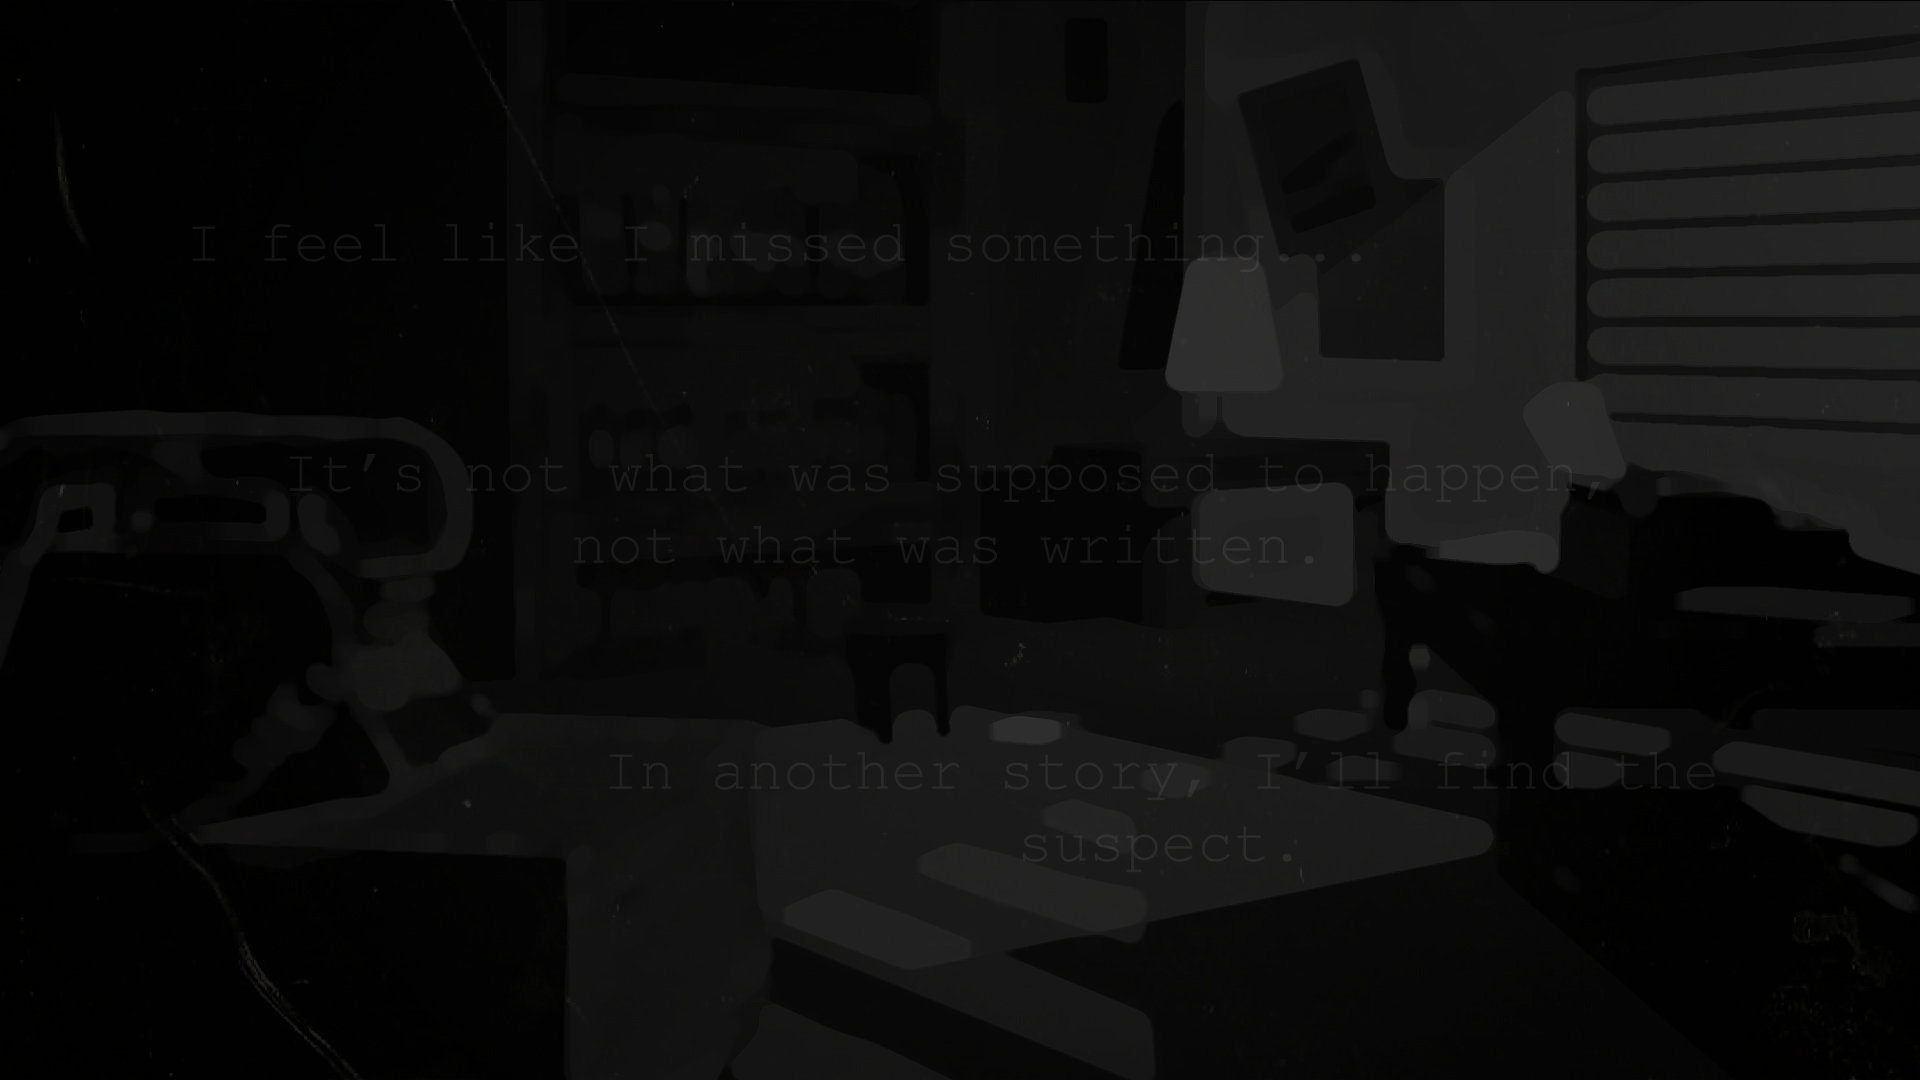 I feel like I missed something...
It's not what was supposed to happen,
not what was written.
In another story, I'll find the
suspect.